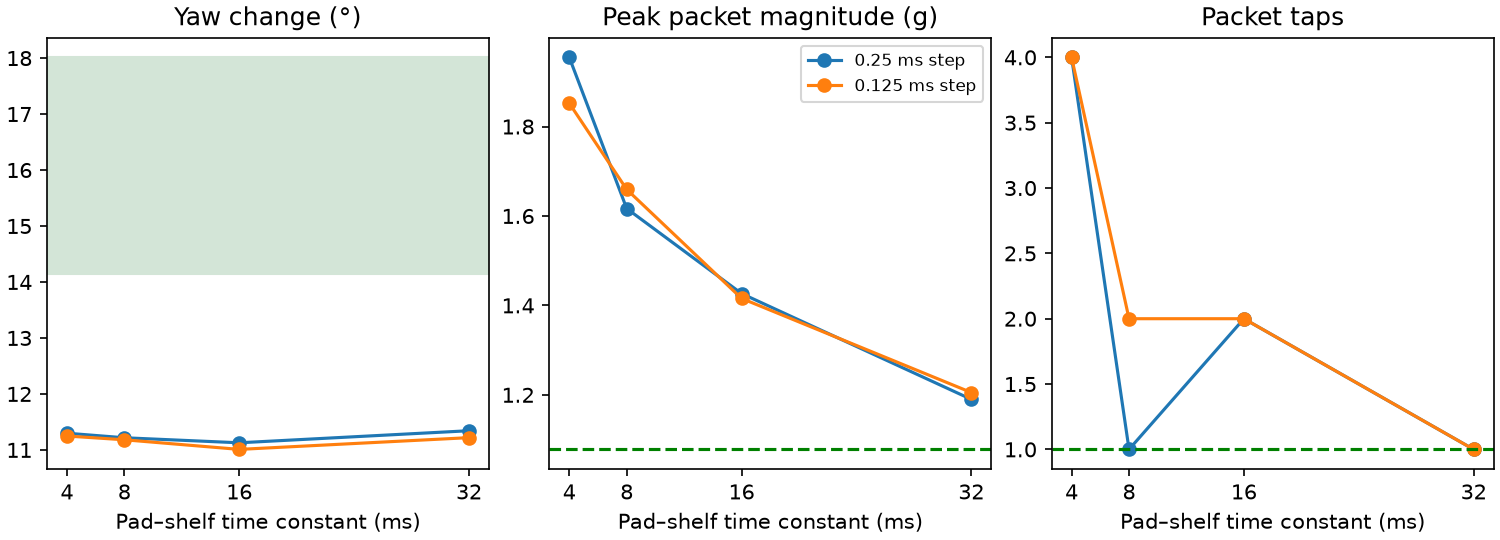 Yaw change (°)
18
17
16
15
14
13
12
11
4 8 16 32
Pad–shelf time constant (ms)
Peak packet magnitude (g)
0.25 ms step
0.125 ms step
1.8
1.6
1.4
1.2
4 8 16 32
Pad–shelf time constant (ms)
Packet taps
4.0
3.5
3.0
2.5
2.0
1.5
1.0
4 8 16 32
Pad–shelf time constant (ms)